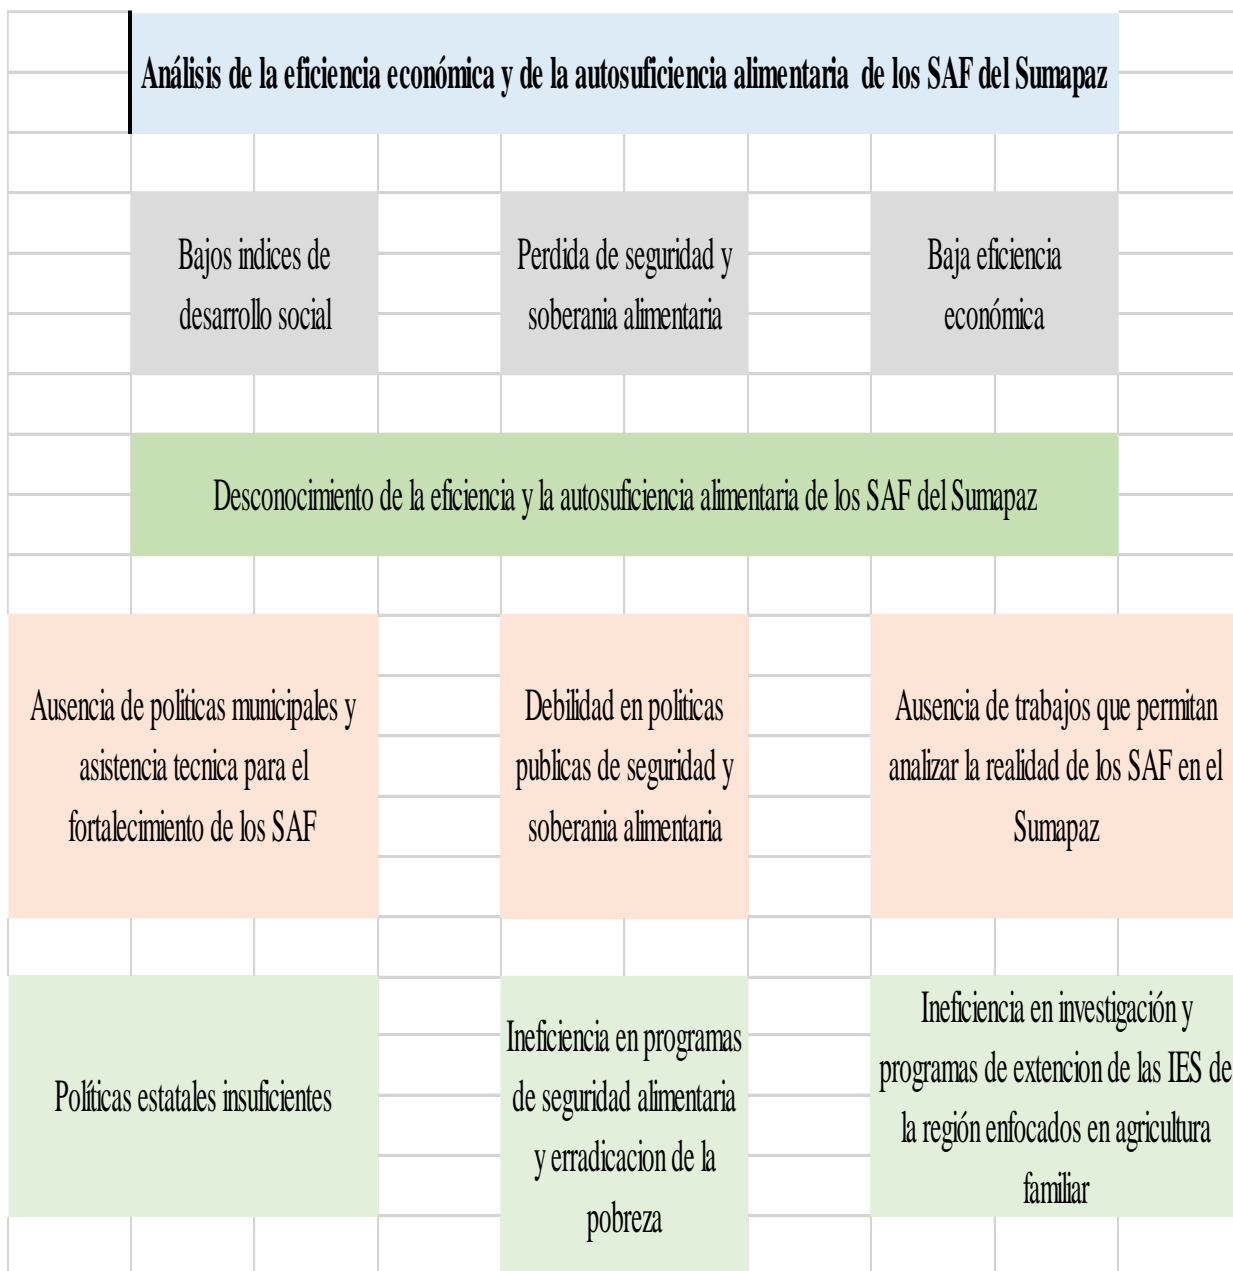 Análisis de la eficiencia económica y de la autosuficiencia alimentaria de los SAF del Sumapaz
Bajos indices de
desarrollo social
Perdida de seguridad y
soberania alimentaria
Baja eficiencia
económica
Desconocimiento de la eficiencia y la autosuficiencia alimentaria de los SAF del Sumapaz
Ausencia de politicas municipales y
asistencia tecnica para el
fortalecimiento de los SAF
Debilidad en politicas
publicas de seguridad y
soberania alimentaria
Ausencia de trabajos que permitan
analizar la realidad de los SAF en el
Sumapaz
Políticas estatales insuficientes
Ineficiencia en programas
de seguridad alimentaria
y erradicacion de la
pobreza
Ineficiencia en investigación y
programas de extencion de las IES de
la región enfocados en agricultura
familiar